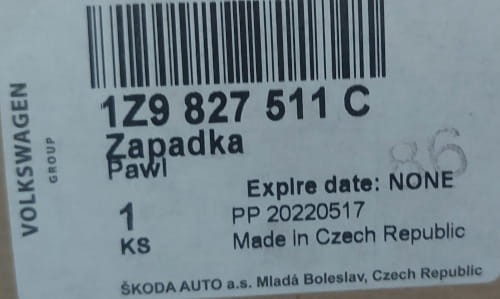 VOLKSWAGEN
GROUP
1Z9 827 511 C
Zapadka
Pawl
86
Expire date: NONE
1
PP 20220517
KS
Made in Czech Republic
ŠKODA AUTO a.s. Mladá Boleslav, Czech Republic